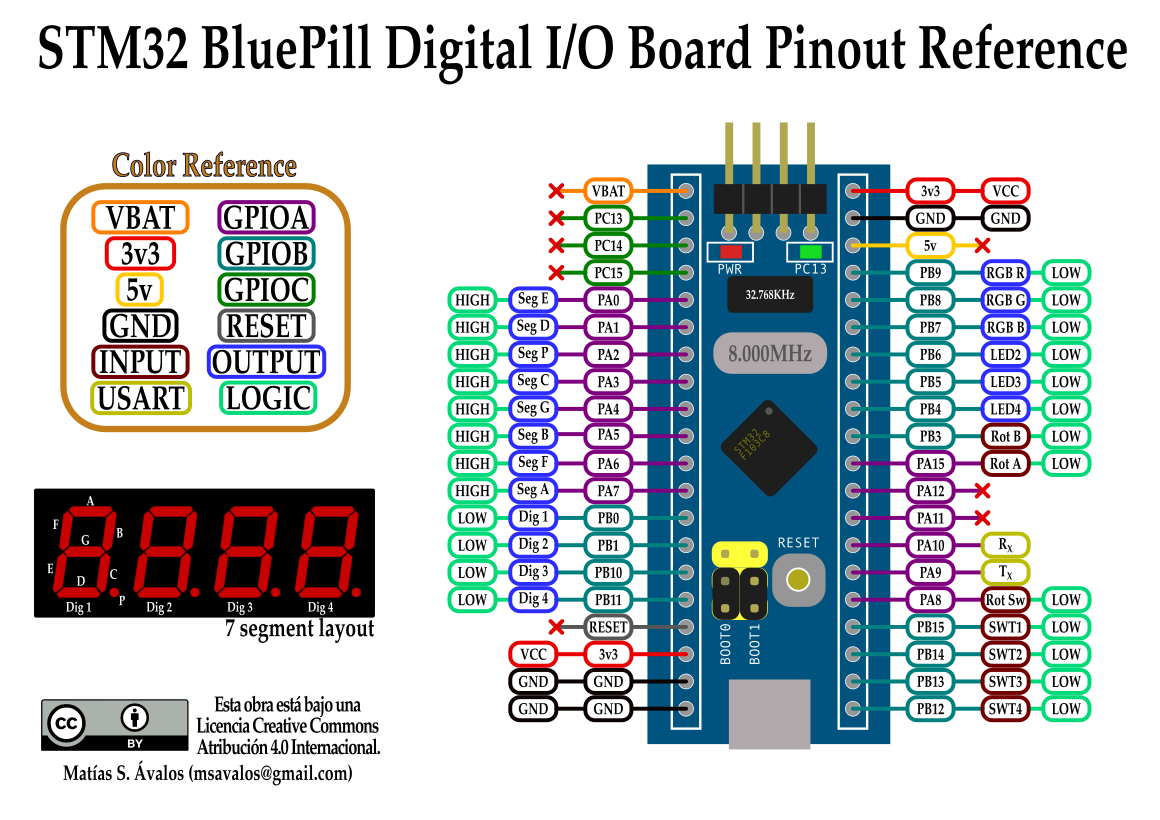 STM32 BluePill Digital I/O Board Pinout Reference
Color Reference
VBAT GPIOA
3v3 GPIOB
5v GPIOC
GND RESET
INPUT OUTPUT
USART LOGIC
A
F B
G
E C
D
P
Dig 1 Dig 2 Dig 3 Dig 4
7 segment layout
cc
BY
Esta obra está bajo una
Licencia Creative Commons
Atribución 4.0 Internacional.
Matías S. Ávalos (msavalos@gmail.com)
VBAT
PC13
PC14
PC15
HIGH Seg E PA0
HIGH Seg D PA1
HIGH Seg P PA2
HIGH Seg C PA3
HIGH Seg G PA4
HIGH Seg B PA5
HIGH Seg F PA6
HIGH Seg A PA7
LOW Dig 1 PB0
LOW Dig 2 PB1
LOW Dig 3 PB10
LOW Dig 4 PB11
RESET
VCC 3v3
GND GND
GND GND
PWR PC13
32.768KHz
8.000MHz
STM32
F103C8
RESET
BOOT0
BOOT1
3v3 VCC
GND GND
5v
PB9 RGB R LOW
PB8 RGB G LOW
PB7 RGB B LOW
PB6 LED2 LOW
PB5 LED3 LOW
PB4 LED4 LOW
PB3 Rot B LOW
PA15 Rot A LOW
PA12
PA11
PA10 RX
PA9 TX
PA8 Rot Sw LOW
PB15 SWT1 LOW
PB14 SWT2 LOW
PB13 SWT3 LOW
PB12 SWT4 LOW